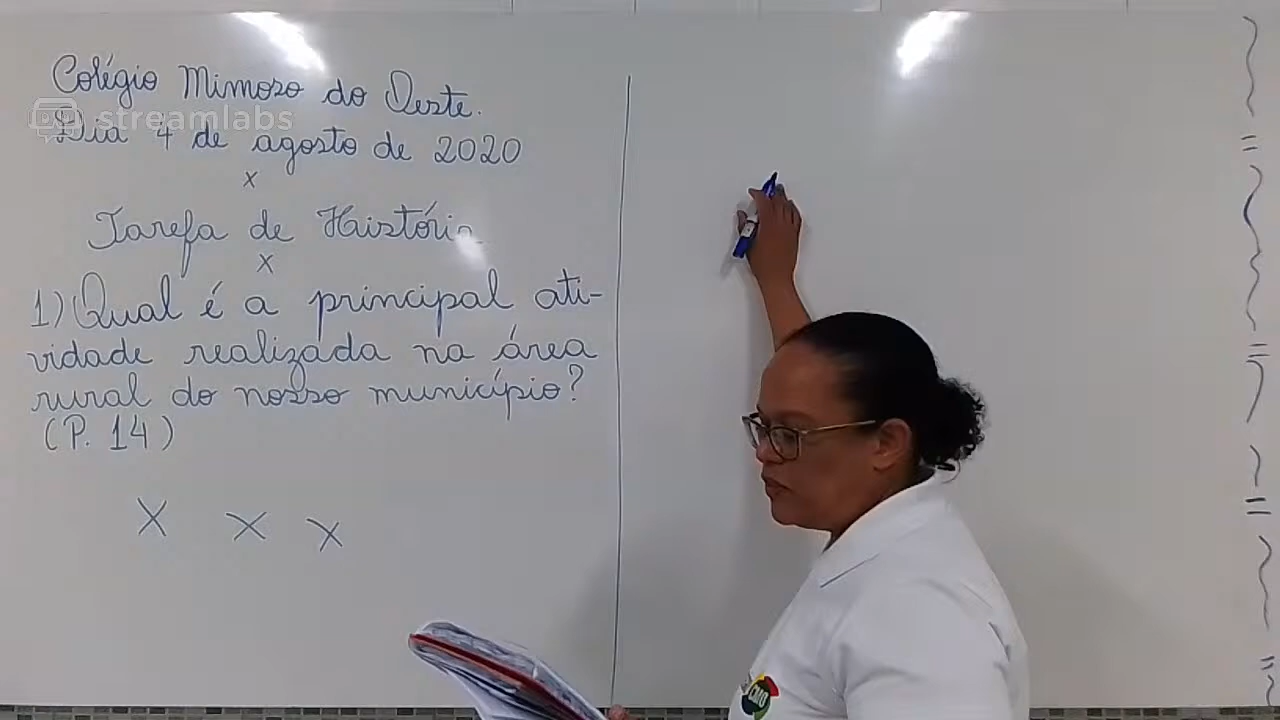 Colégio Mimoso do Oeste.
streamlabs
Dia 4 de agosto de 2020
x
Tarefa de História
x
1) Qual é a principal ati-
vidade realizada na área
rural do nosso município?
(P. 14)
X X X
CMO